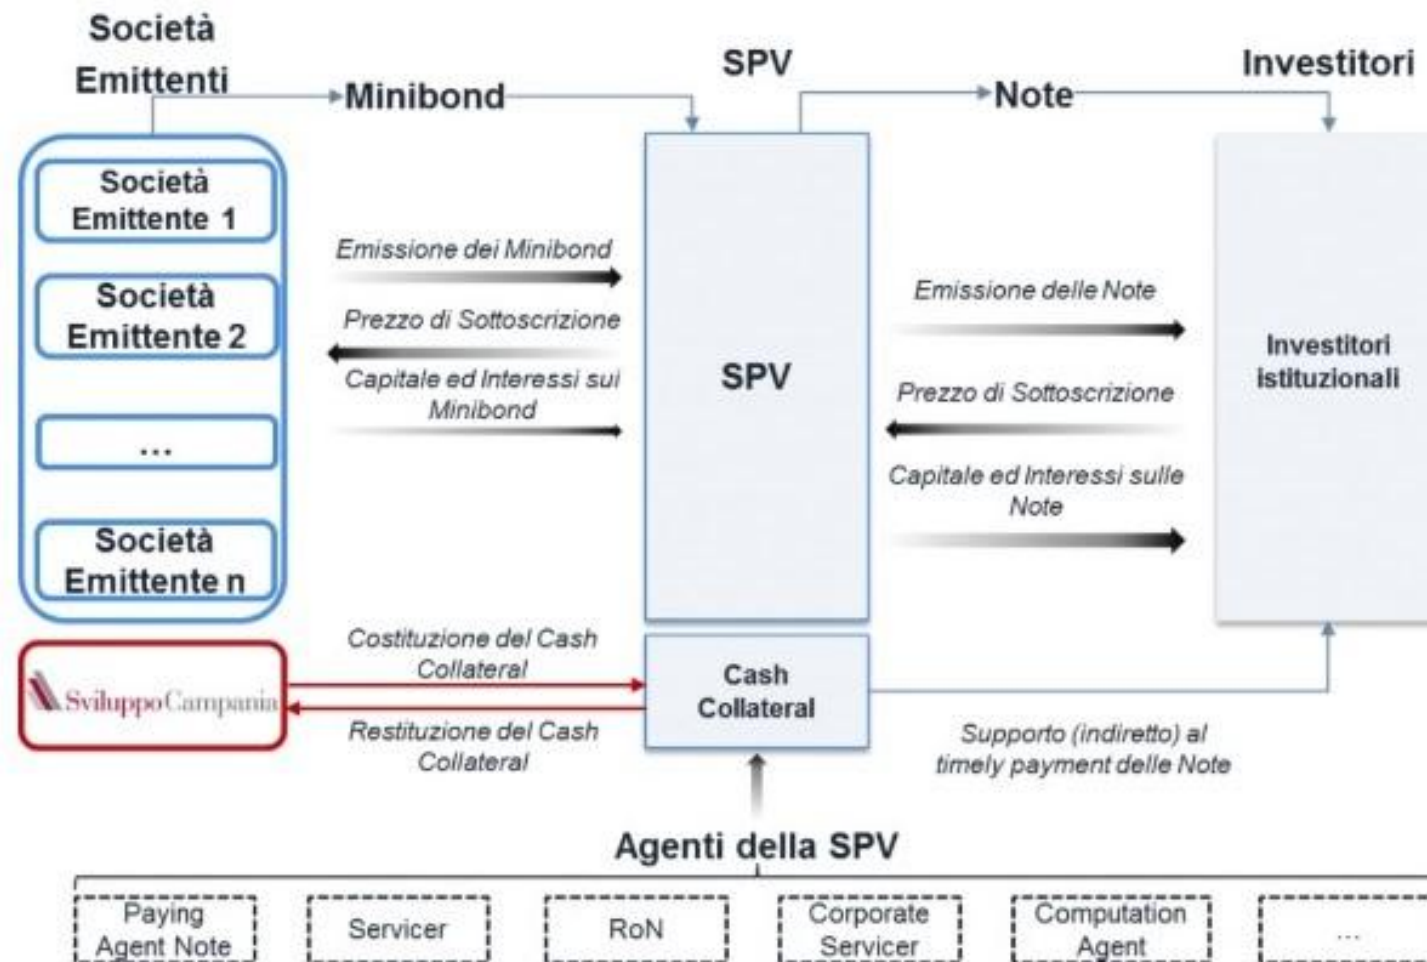 Società
Emittenti
Minibond
SPV
Note
Investitori
Società
Emittente 1
Società
Emittente 2
...
Società
Emittente n
Emissione dei Minibond
Prezzo di Sottoscrizione
Capitale ed Interessi sui
Minibond
SPV
Emissione delle Note
Prezzo di Sottoscrizione
Capitale ed Interessi sulle
Note
Investitori
istituzionali
SviluppoCampania
Costituzione del Cash
Collateral
Restituzione del Cash
Collateral
Cash
Collateral
Supporto (indiretto) al
timely payment delle Note
Agenti della SPV
Paying
Agent Note
Servicer
RoN
Corporate
Servicer
Computation
Agent
...